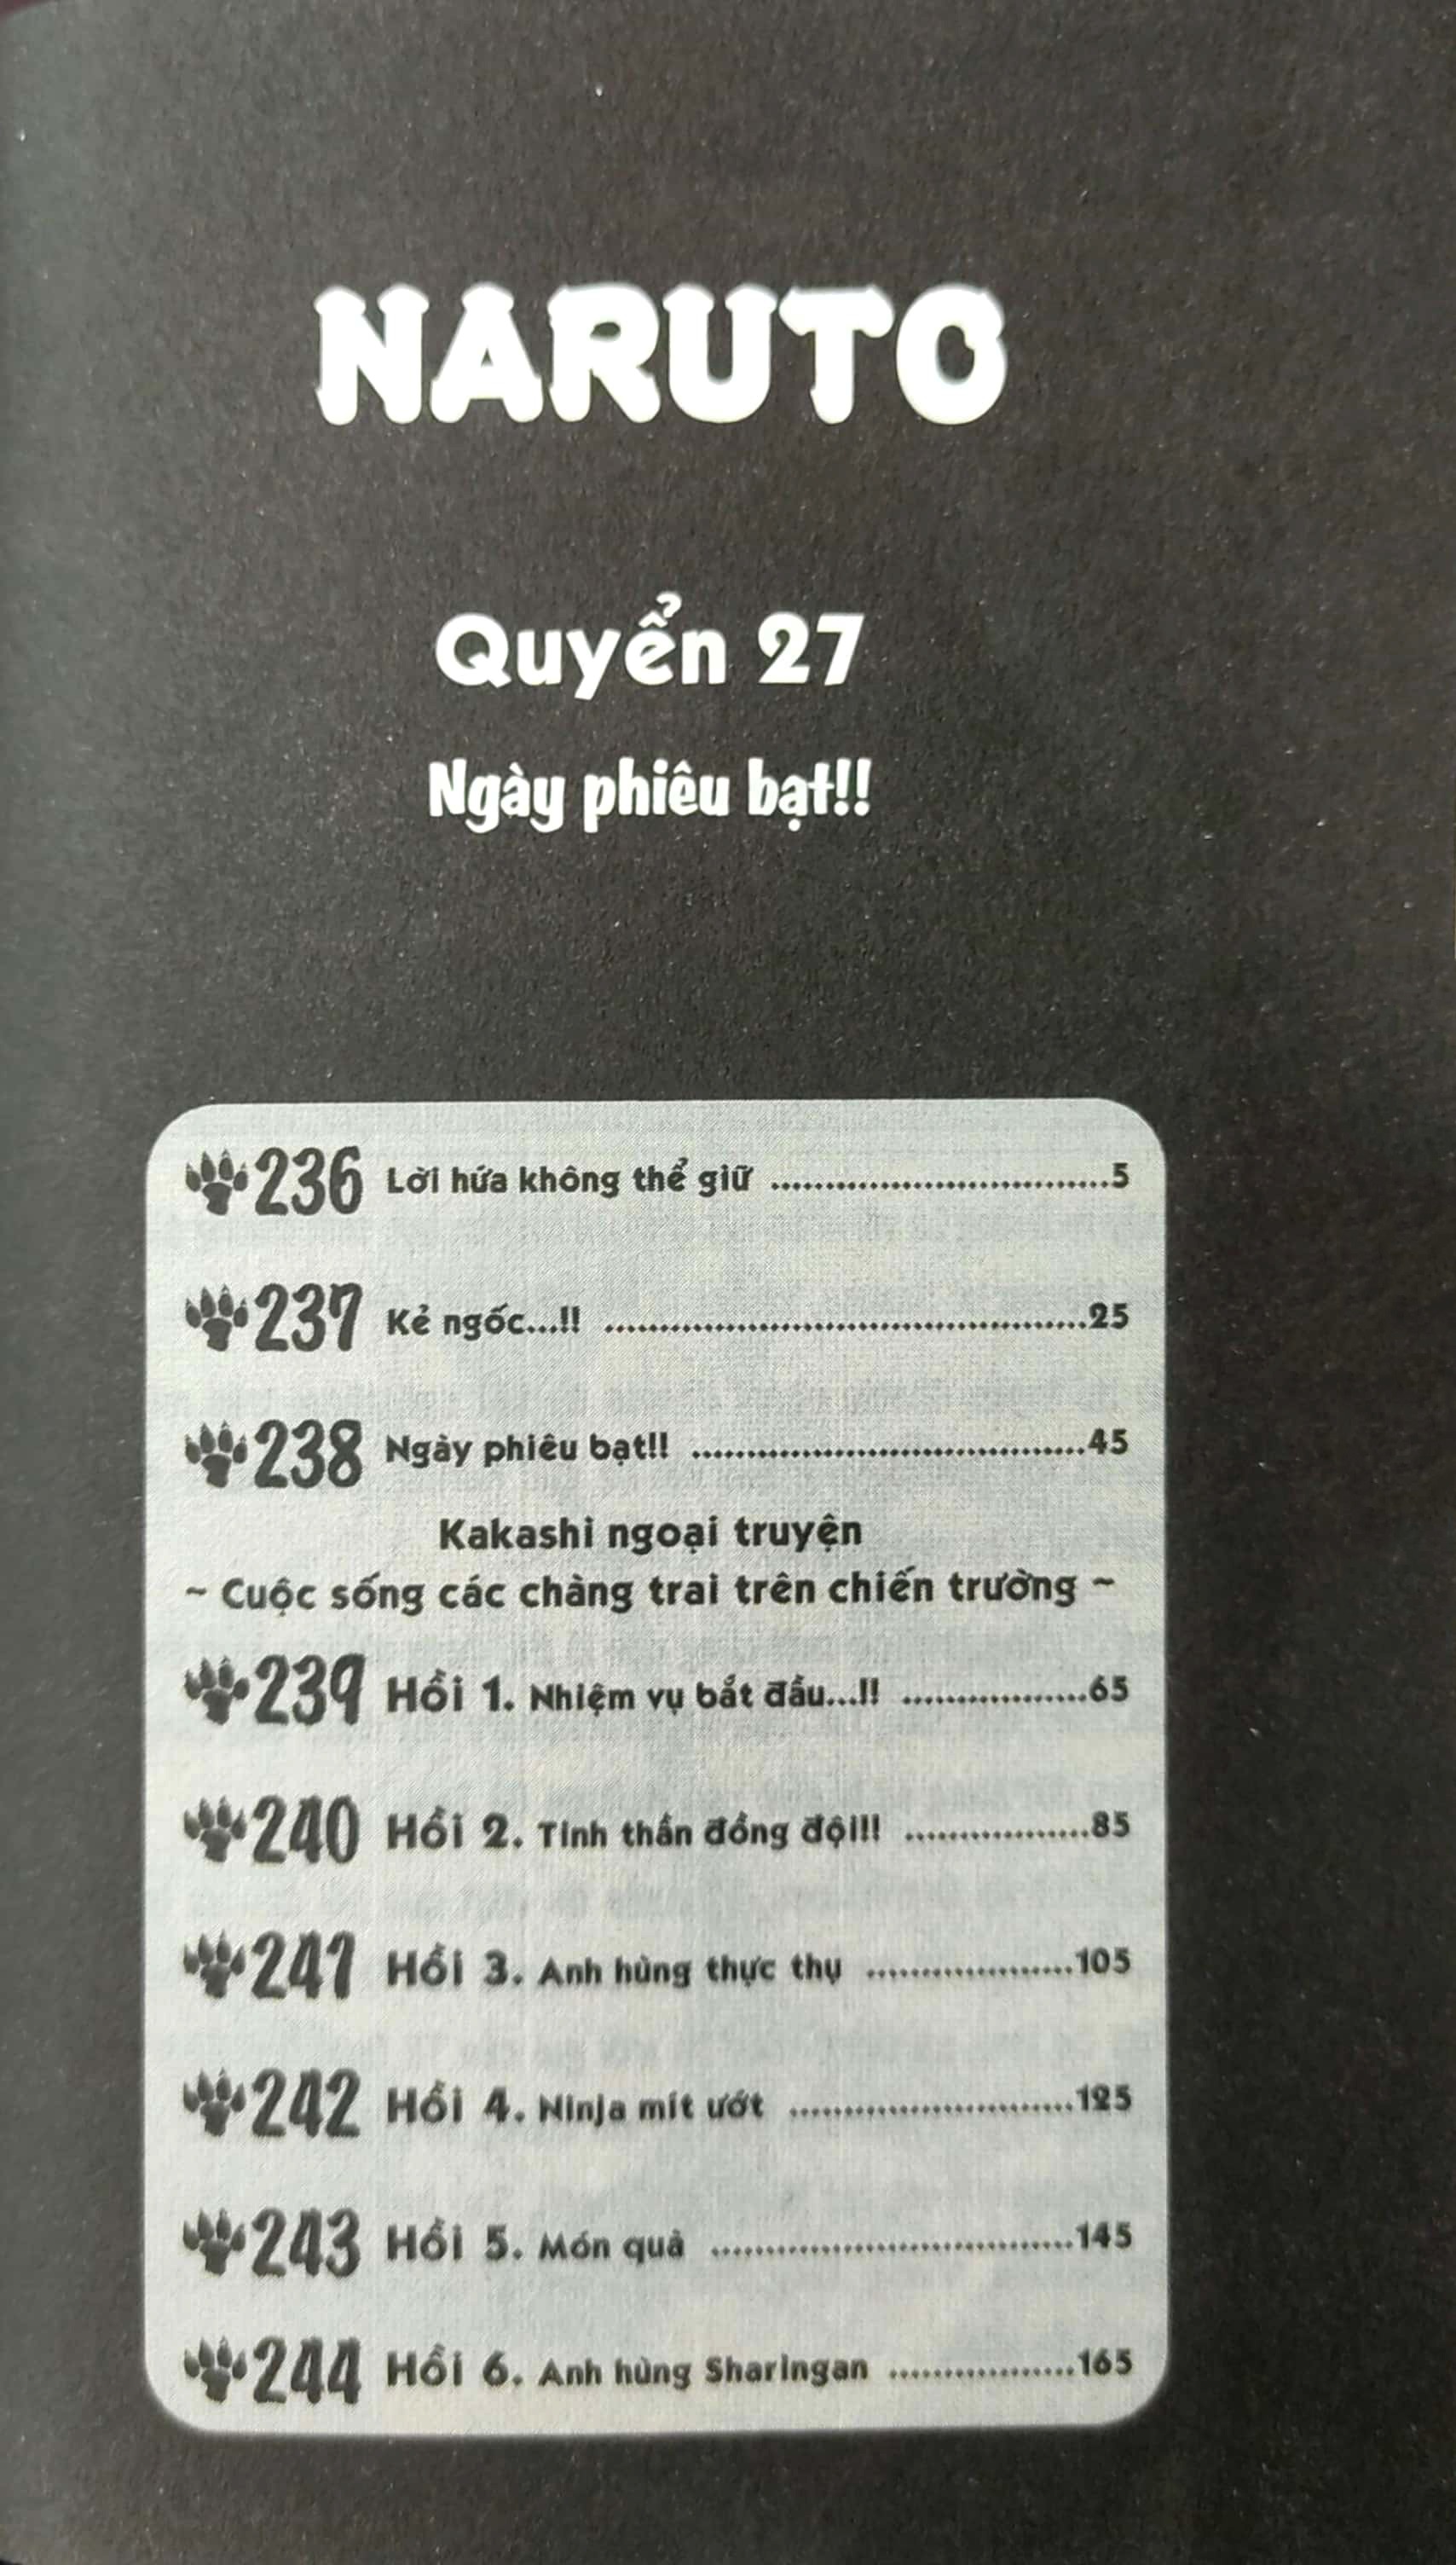 NARUTO
Quyển 27
Ngày phiêu bạt!!
236 Lời hứa không thể giữ ................................5
237 Kẻ ngốc...!! ..............................................25
238 Ngày phiêu bạt!! .....................................45
Kakashi ngoại truyện
~ Cuộc sống các chàng trai trên chiến trường ~
239 Hồi 1. Nhiệm vụ bắt đầu...!! .................65
240 Hồi 2. Tinh thần đồng đội!! .................85
241 Hồi 3. Anh hùng thực thụ ...................105
242 Hồi 4. Ninja mít ướt ..........................125
243 Hồi 5. Món quà .................................145
244 Hồi 6. Anh hùng Sharingan .................165